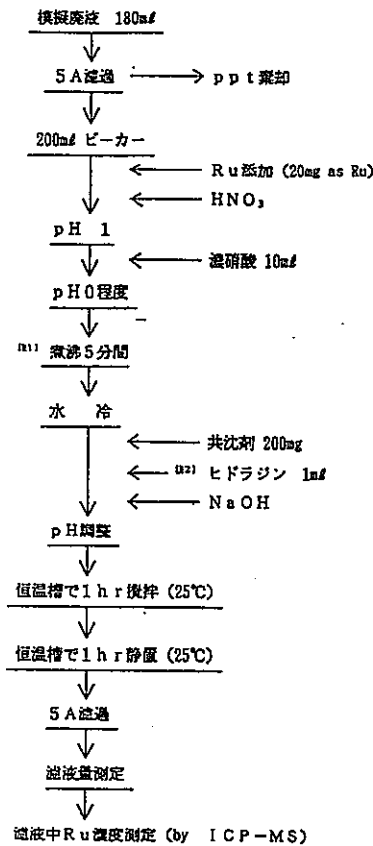 模擬廃液 180mℓ
5A濾過 → ppt棄却
200mℓ ビーカー
Ru添加 (20mg as Ru)
HNO₃
pH 1
濃硝酸 10mℓ
pH0程度
煮沸5分間
水 冷
共沈剤 200mg
ヒドラジン 1mℓ
NaOH
pH調整
恒温槽で1hr攪拌 (25℃)
恒温槽で1hr静置 (25℃)
5A濾過
濾液量測定
濾液中Ru濃度測定 (by ICP-MS)